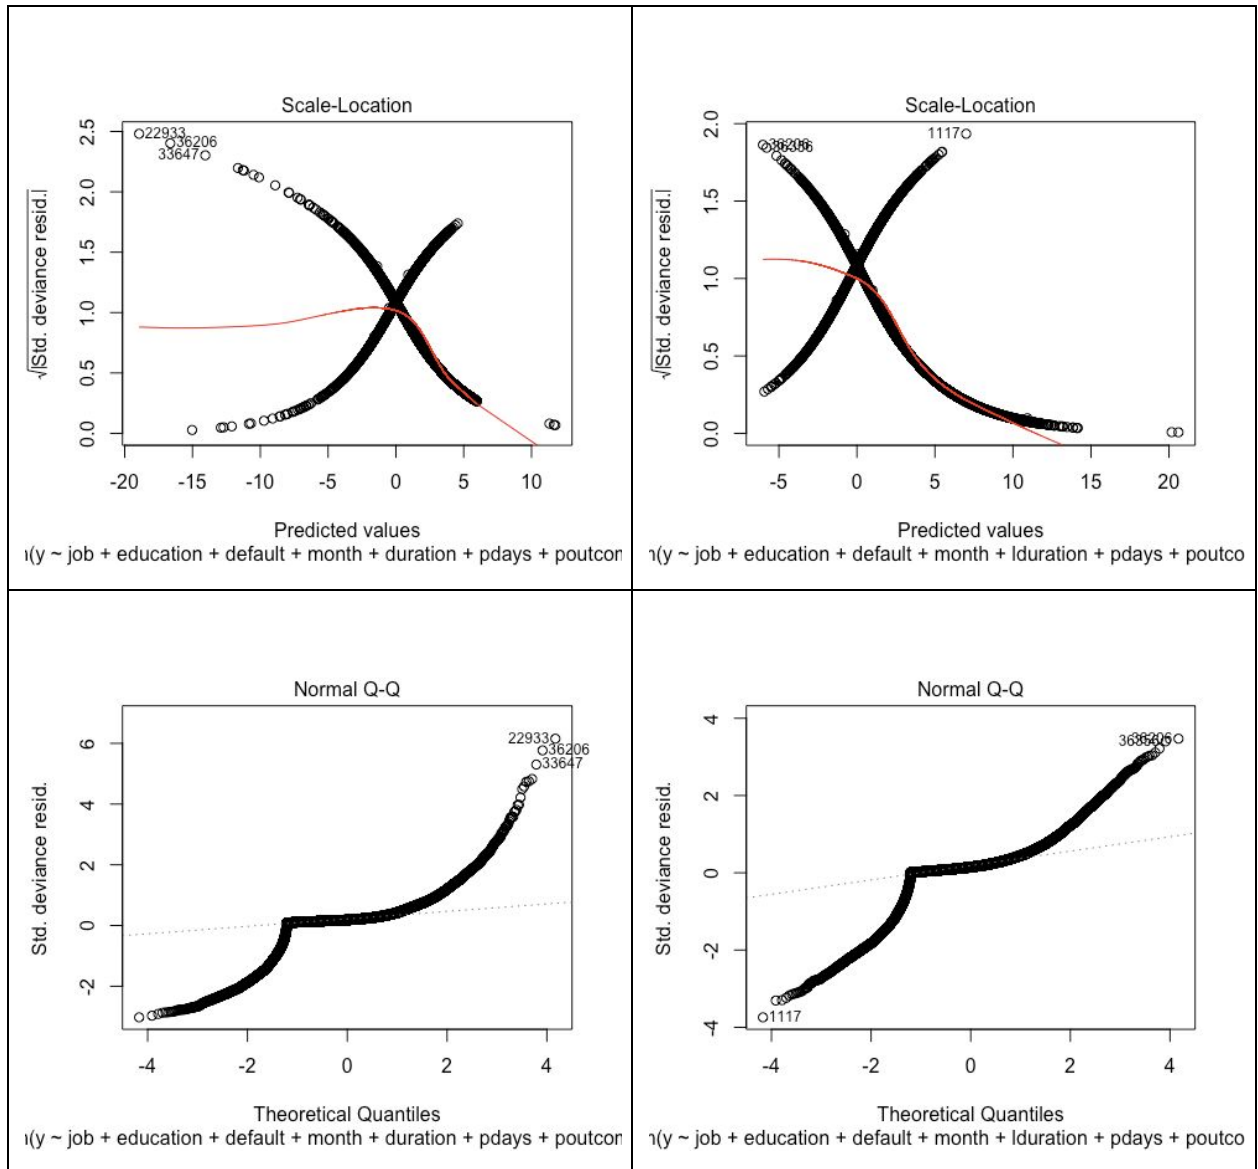 Scale-Location
√|Std. deviance resid.|
0.0 0.5 1.0 1.5 2.0 2.5
22933
36206
33647
-20 -15 -10 -5 0 5 10
Predicted values
ı(y ~ job + education + default + month + duration + pdays + poutcon
Scale-Location
√|Std. deviance resid.|
0.0 0.5 1.0 1.5 2.0
1117
-5 0 5 10 15 20
Predicted values
ı(y ~ job + education + default + month + lduration + pdays + poutco
Normal Q-Q
Std. deviance resid.
-2 0 2 4 6
22933
36206
33647
-4 -2 0 2 4
Theoretical Quantiles
ı(y ~ job + education + default + month + duration + pdays + poutcon
Normal Q-Q
Std. deviance resid.
-4 -2 0 2 4
1117
-4 -2 0 2 4
Theoretical Quantiles
ı(y ~ job + education + default + month + lduration + pdays + poutco